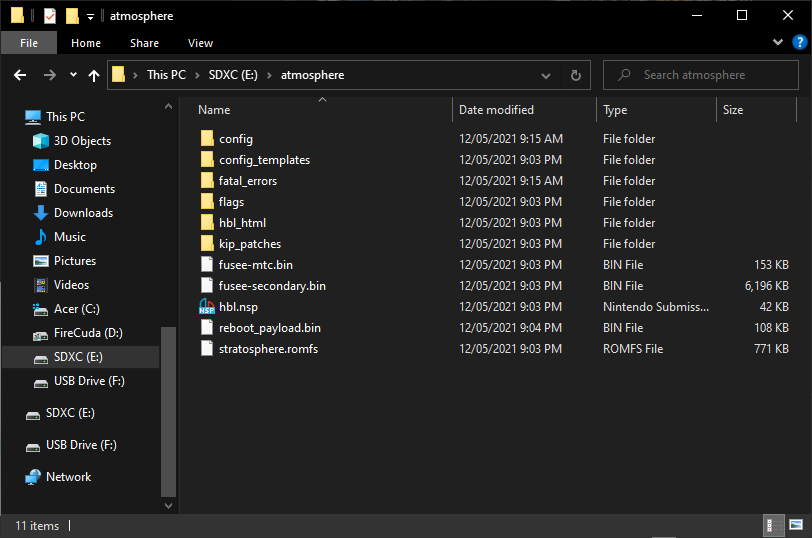 atmosphere
File Home Share View
This PC SDXC (E:) atmosphere Search atmosphere
Name Date modified Type Size
This PC
3D Objects
Desktop
Documents
Downloads
Music
Pictures
Videos
Acer (C:)
FireCuda (D:)
SDXC (E:)
USB Drive (F:)
SDXC (E:)
USB Drive (F:)
Network
config 12/05/2021 9:15 AM File folder
config_templates 12/05/2021 9:03 PM File folder
fatal_errors 12/05/2021 9:15 AM File folder
flags 12/05/2021 9:03 PM File folder
hbl_html 12/05/2021 9:03 PM File folder
kip_patches 12/05/2021 9:03 PM File folder
fusee-mtc.bin 12/05/2021 9:03 PM BIN File 153 KB
fusee-secondary.bin 12/05/2021 9:03 PM BIN File 6,196 KB
NSP hbl.nsp 12/05/2021 9:03 PM Nintendo Submiss... 42 KB
reboot_payload.bin 12/05/2021 9:04 PM BIN File 108 KB
stratosphere.romfs 12/05/2021 9:03 PM ROMFS File 771 KB
11 items